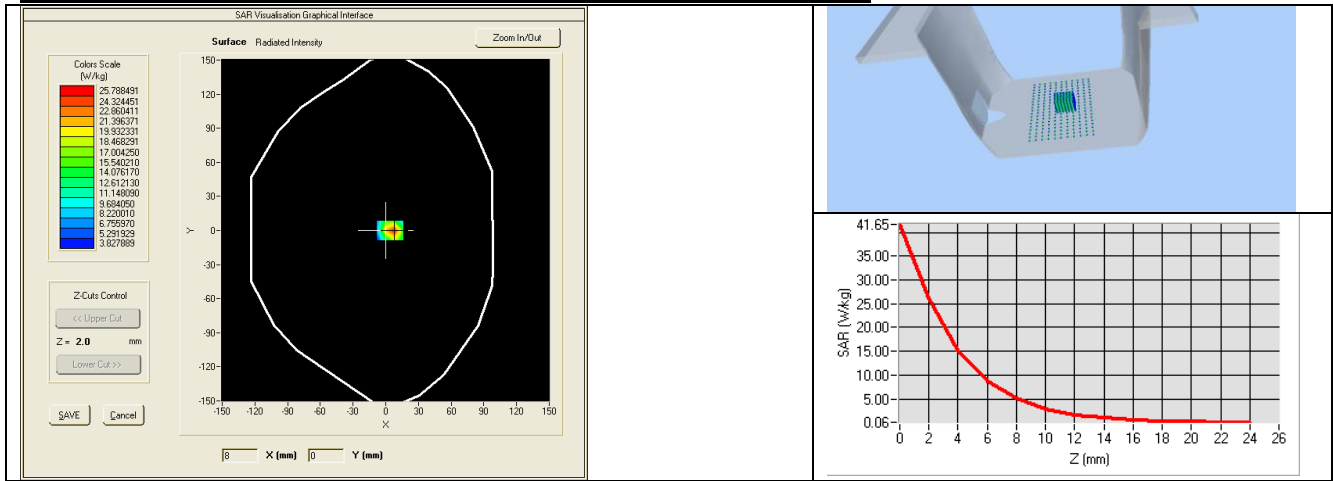 SAR Visualisation Graphical Interface
Surface Radiated Intensity
Zoom In/Out
Colors Scale
(W/kg)
25.788491
24.324451
22.860411
21.396371
19.932331
18.468291
17.004250
15.540210
14.076170
12.612130
11.148090
9.684050
8.220010
6.755970
5.291929
3.827889
Z-Cuts Control
<< Upper Cut
Z = 2.0 mm
Lower Cut >>
SAVE Cancel
150
120
90
60
30
0
-30
-60
-90
-120
-150
Y
-150 -120 -90 -60 -30 0 30 60 90 120 150
X
8 X (mm) 0 Y (mm)
41.65
35.00
30.00
25.00
20.00
15.00
10.00
5.00
0.06
SAR (W/kg)
0 2 4 6 8 10 12 14 16 18 20 22 24 26
Z (mm)